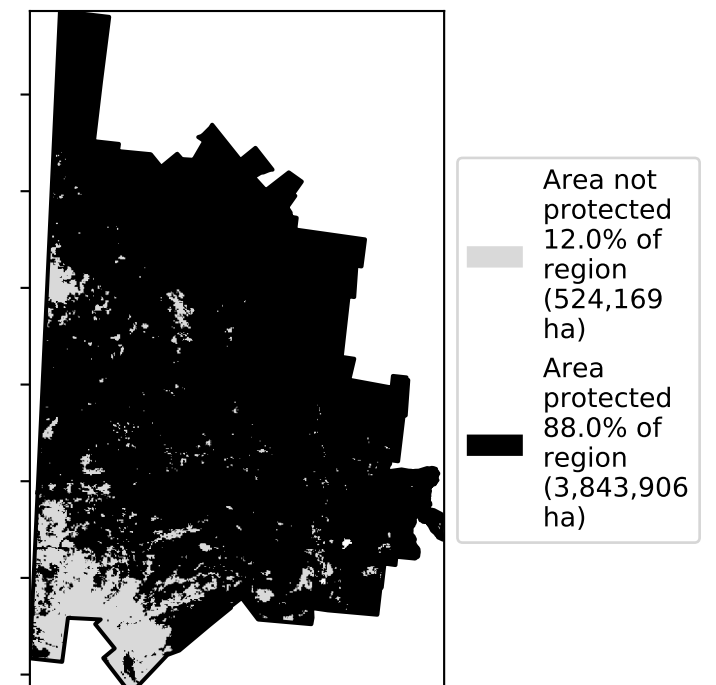 Area not
protected
12.0% of
region
(524,169
ha)
Area
protected
88.0% of
region
(3,843,906
ha)